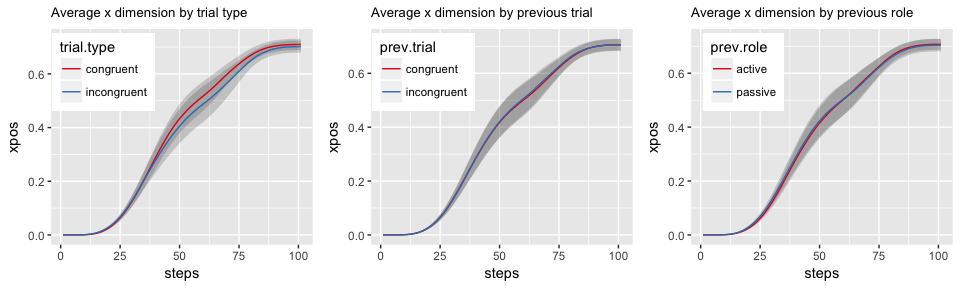 Average x dimension by trial type
trial.type
congruent
incongruent
0.6
0.4
0.2
0.0
xpos
0
25
50
75
100
steps
Average x dimension by previous trial
prev.trial
congruent
incongruent
0.6
0.4
0.2
0.0
xpos
0
25
50
75
100
steps
Average x dimension by previous role
prev.role
active
passive
0.6
0.4
0.2
0.0
xpos
0
25
50
75
100
steps